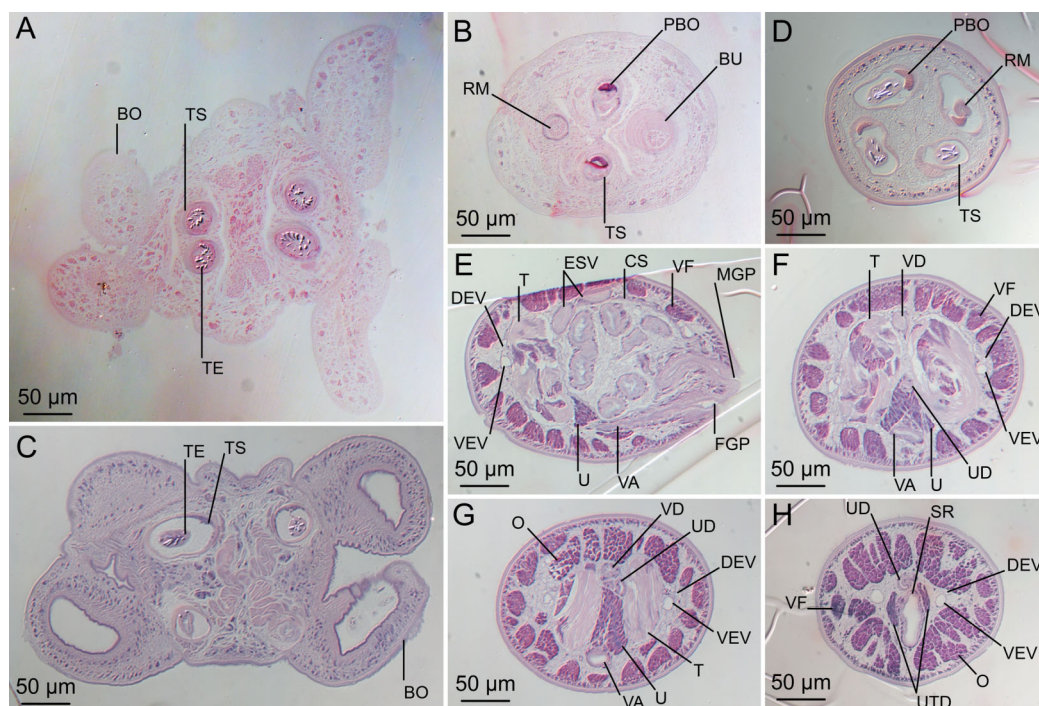 A
BO
TS
TE
50 µm
B
PBO
BU
RM
TS
50 µm
D
PBO
RM
TS
50 µm
C
TE
TS
BO
50 µm
E
ESV
CS
VF
MGP
T
DEV
VEV
U
VA
FGP
50 µm
F
T
VD
VF
DEV
VEV
UD
VA
U
50 µm
G
O
VD
UD
DEV
VEV
T
U
VA
50 µm
H
UD
SR
DEV
VF
VEV
O
UTD
50 µm